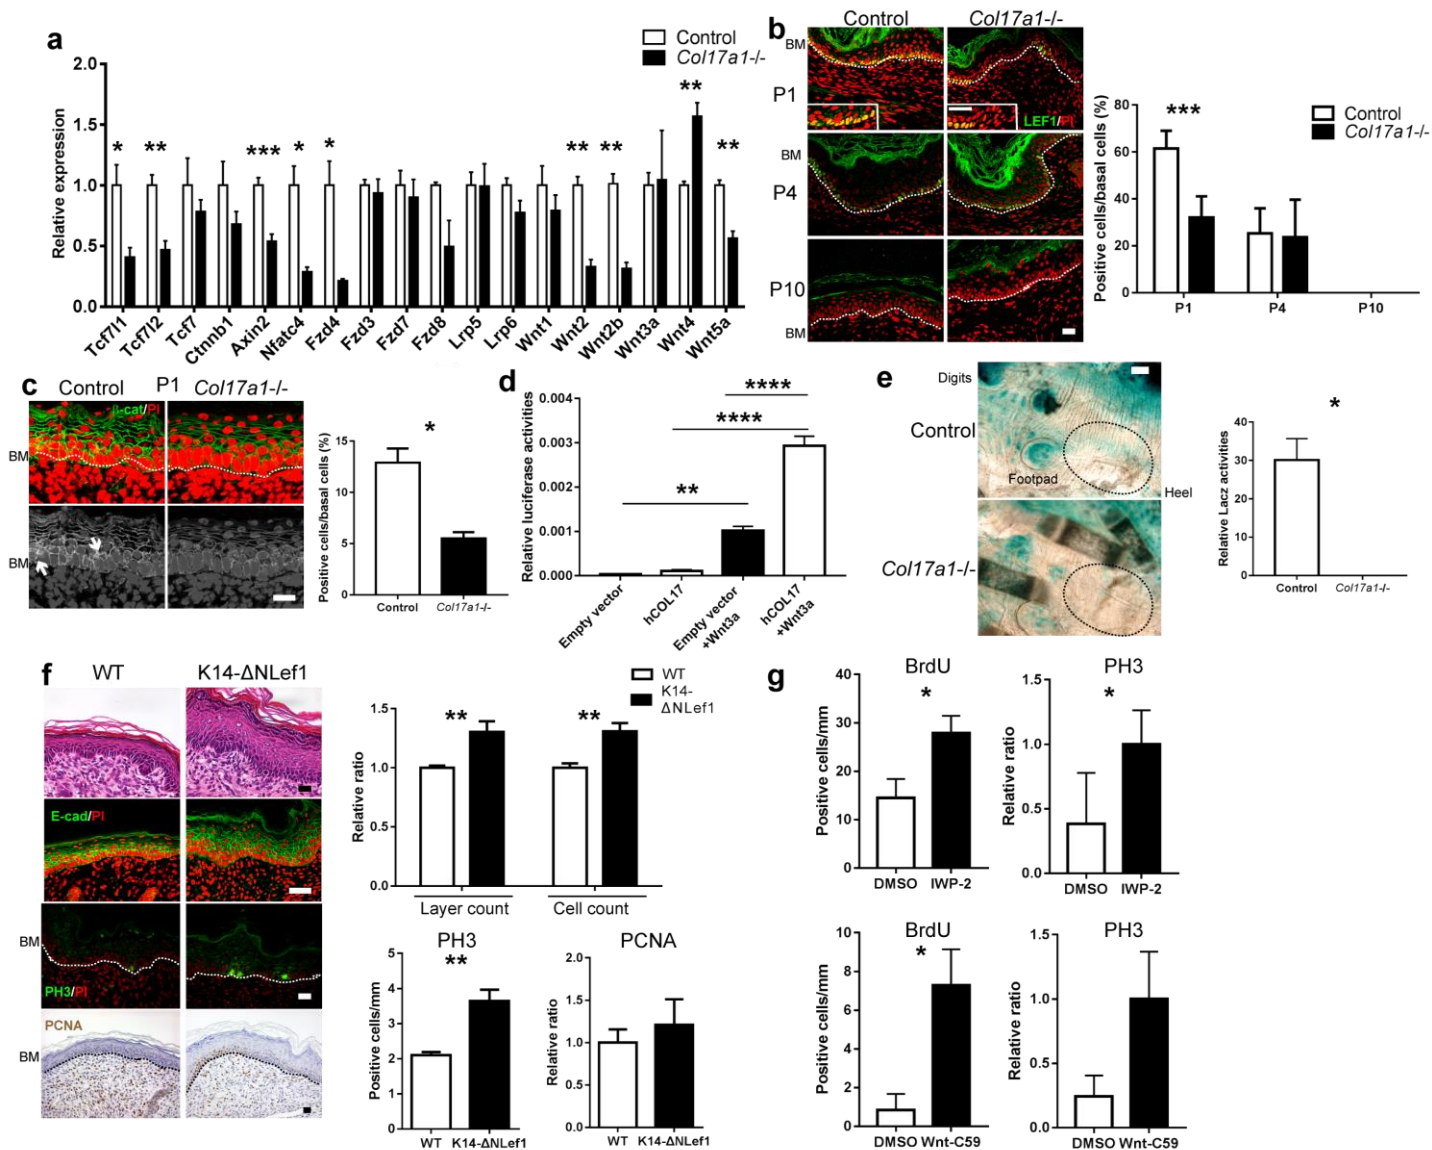 a
Control
Col17a1-/-
Relative expression
2.0
1.5
1.0
0.5
0.0
* ** *** * * ** ** ** **
Tcf7l1 Tcf7l2 Tcf7 Ctnnb1 Axin2 Nfatc4 Fzd4 Fzd3 Fzd7 Fzd8 Lrp5 Lrp6 Wnt1 Wnt2 Wnt2b Wnt3a Wnt4 Wnt5a
b
Control Col17a1-/-
BM
P1
LEF1/PI
BM
P4
P10
BM
Control
Col17a1-/-
Positive cells/basal cells (%)
80
60
40
20
0
***
P1 P4 P10
c
P1
Control Col17a1-/-
β-cat/PI
BM
BM
Positive cells/basal cells (%)
15
10
5
0
*
Control Col17a1-/-
d
Relative luciferase activities
0.004
0.003
0.002
0.001
0.000
****
****
**
Empty vector
hCOL17
Empty vector
+Wnt3a
hCOL17
+Wnt3a
e
Digits
Control
Footpad
Heel
Col17a1-/-
Relative Lacz activities
40
30
20
10
0
*
Control Col17a1-/-
f
WT K14-ΔNLef1
E-cad/PI
BM
PH3/PI
PCNA
BM
WT
K14-
ΔNLef1
Relative ratio
1.5
1.0
0.5
0.0
** **
Layer count Cell count
PH3
**
Positive cells/mm
5
4
3
2
1
0
WT K14-ΔNLef1
PCNA
Relative ratio
2.0
1.5
1.0
0.5
0.0
WT K14-ΔNLef1
g
BrdU
*
Positive cells/mm
40
30
20
10
0
DMSO IWP-2
PH3
*
Relative ratio
1.5
1.0
0.5
0.0
DMSO IWP-2
BrdU
*
Positive cells/mm
10
8
6
4
2
0
DMSO Wnt-C59
PH3
Relative ratio
1.5
1.0
0.5
0.0
DMSO Wnt-C59